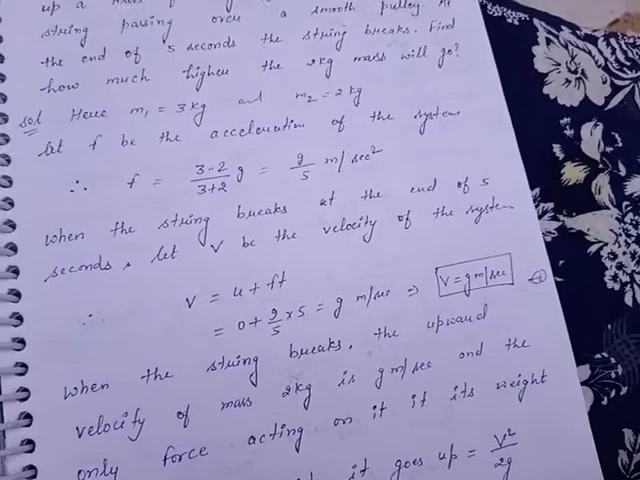 up a mass of
string passing over a smooth pulley. At
the end of 5 seconds the string breaks. Find
how much higher the 2kg mass will go?
Sol Here m₁ = 3kg and m₂ = 2kg
let f be the acceleration of the system
∴ f = (3-2)/(3+2) g = g/5 m/sec²
When the string breaks at the end of 5
seconds, let V be the velocity of the system
∴ V = u + ft
= 0 + g/5 × 5 = g m/sec ⇒ V = g m/sec
When the string breaks, the upward
velocity of mass 2kg is g m/sec and the
only force acting on it it its weight
it goes up = V²/2g